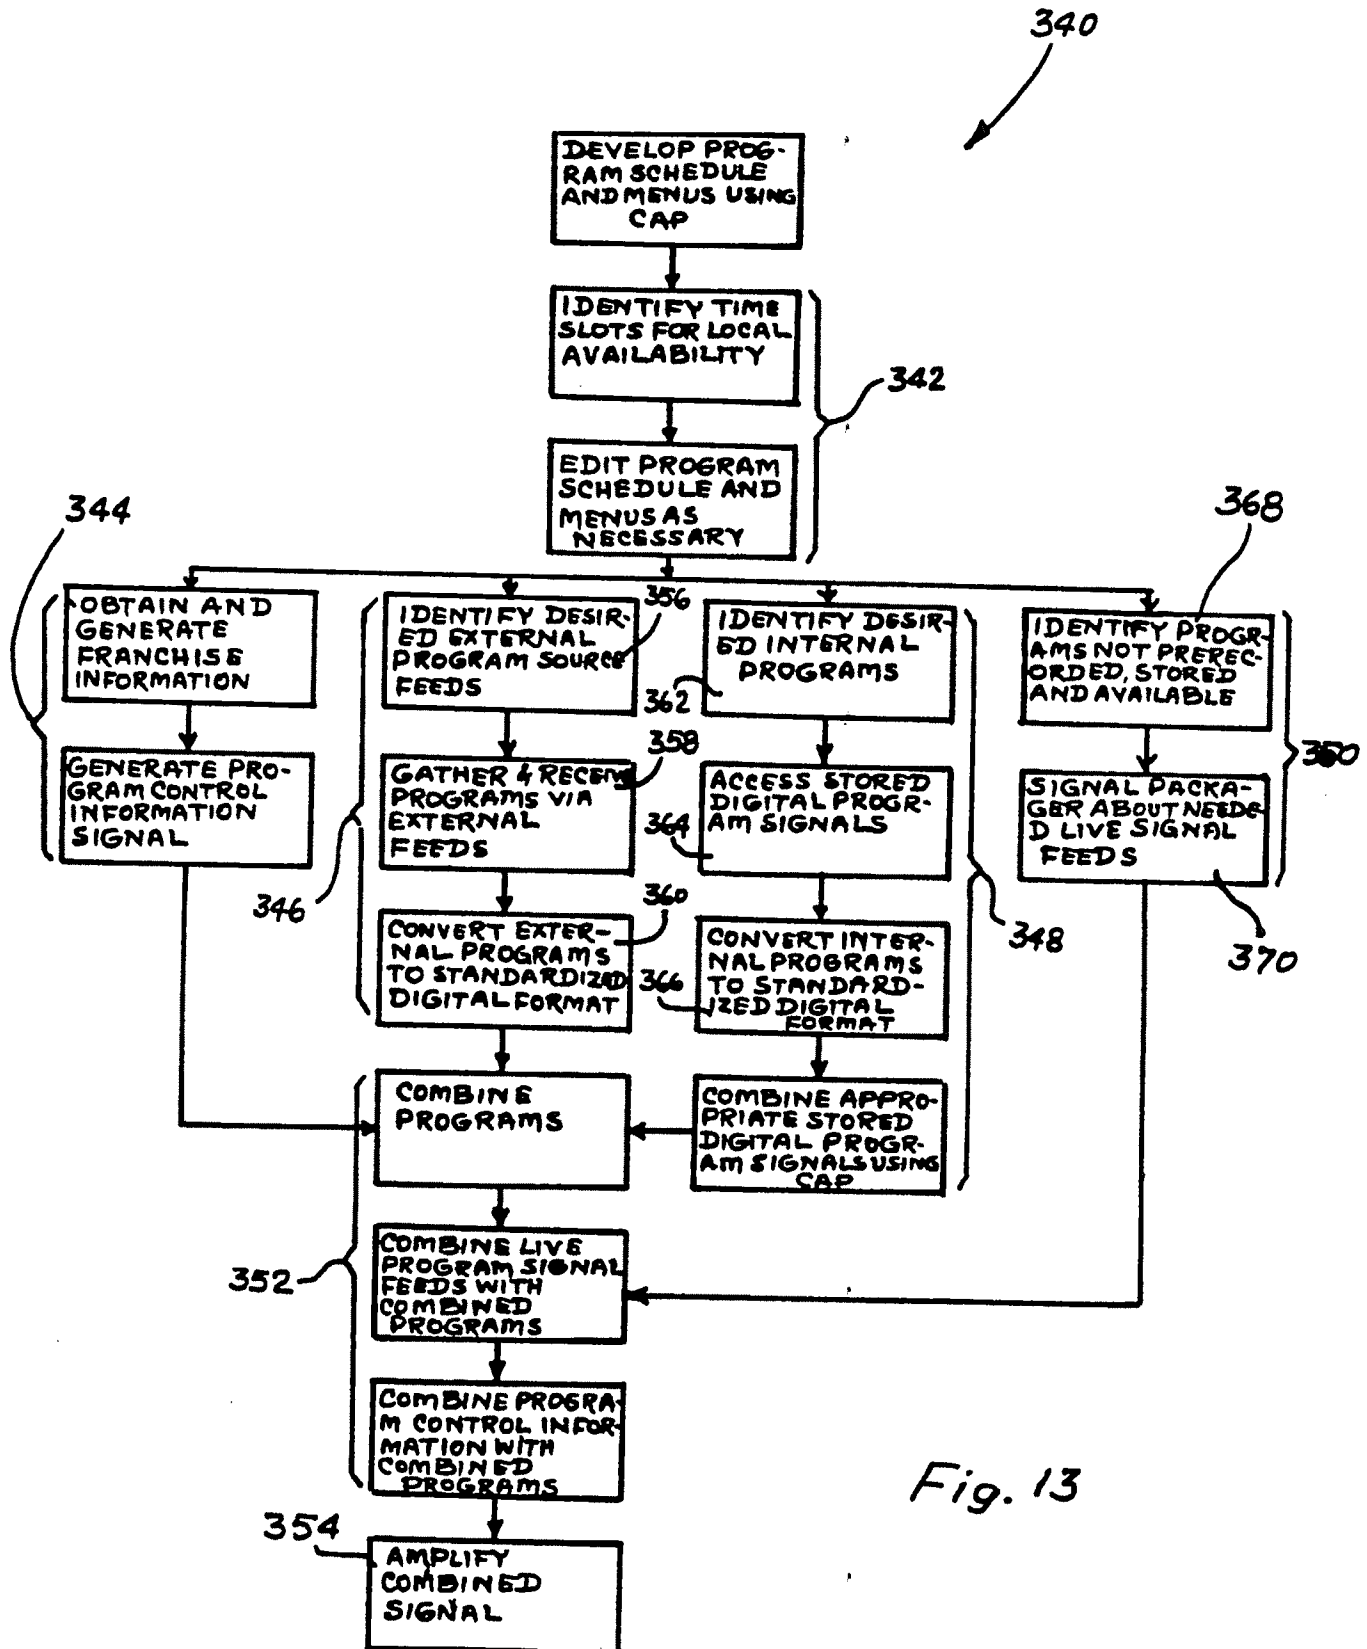 340
DEVELOP PROG-
RAM SCHEDULE
AND MENUS USING
CAP
IDENTIFY TIME
SLOTS FOR LOCAL
AVAILABILITY
342
EDIT PROGRAM
SCHEDULE AND
MENUS AS
NECESSARY
344
OBTAIN AND
GENERATE
FRANCHISE
INFORMATION
GENERATE PRO-
GRAM CONTROL
INFORMATION
SIGNAL
IDENTIFY DESIR-
ED EXTERNAL
PROGRAM SOURCE
FEEDS
356
GATHER & RECEIVE
PROGRAMS VIA
EXTERNAL
FEEDS
358
346
CONVERT EXTER-
NAL PROGRAMS
TO STANDARDIZED
DIGITAL FORMAT
360
IDENTIFY DESIR-
ED INTERNAL
PROGRAMS
362
ACCESS STORED
DIGITAL PROGR-
AM SIGNALS
364
CONVERT INTER-
NAL PROGRAMS
TO STANDARD-
IZED DIGITAL
FORMAT
366
348
COMBINE APPRO-
PRIATE STORED
DIGITAL PROGR-
AM SIGNALS USING
CAP
368
IDENTIFY PROGR-
AMS NOT PREREC-
ORDED, STORED
AND AVAILABLE
350
SIGNAL PACKA-
GER ABOUT NEEDE-
D LIVE SIGNAL
FEEDS
370
COMBINE
PROGRAMS
352
COMBINE LIVE
PROGRAM SIGNAL
FEEDS WITH
COMBINED
PROGRAMS
COMBINE PROGRA-
M CONTROL INFOR-
MATION WITH
COMBINED
PROGRAMS
354
AMPLIFY
COMBINED
SIGNAL
Fig. 13